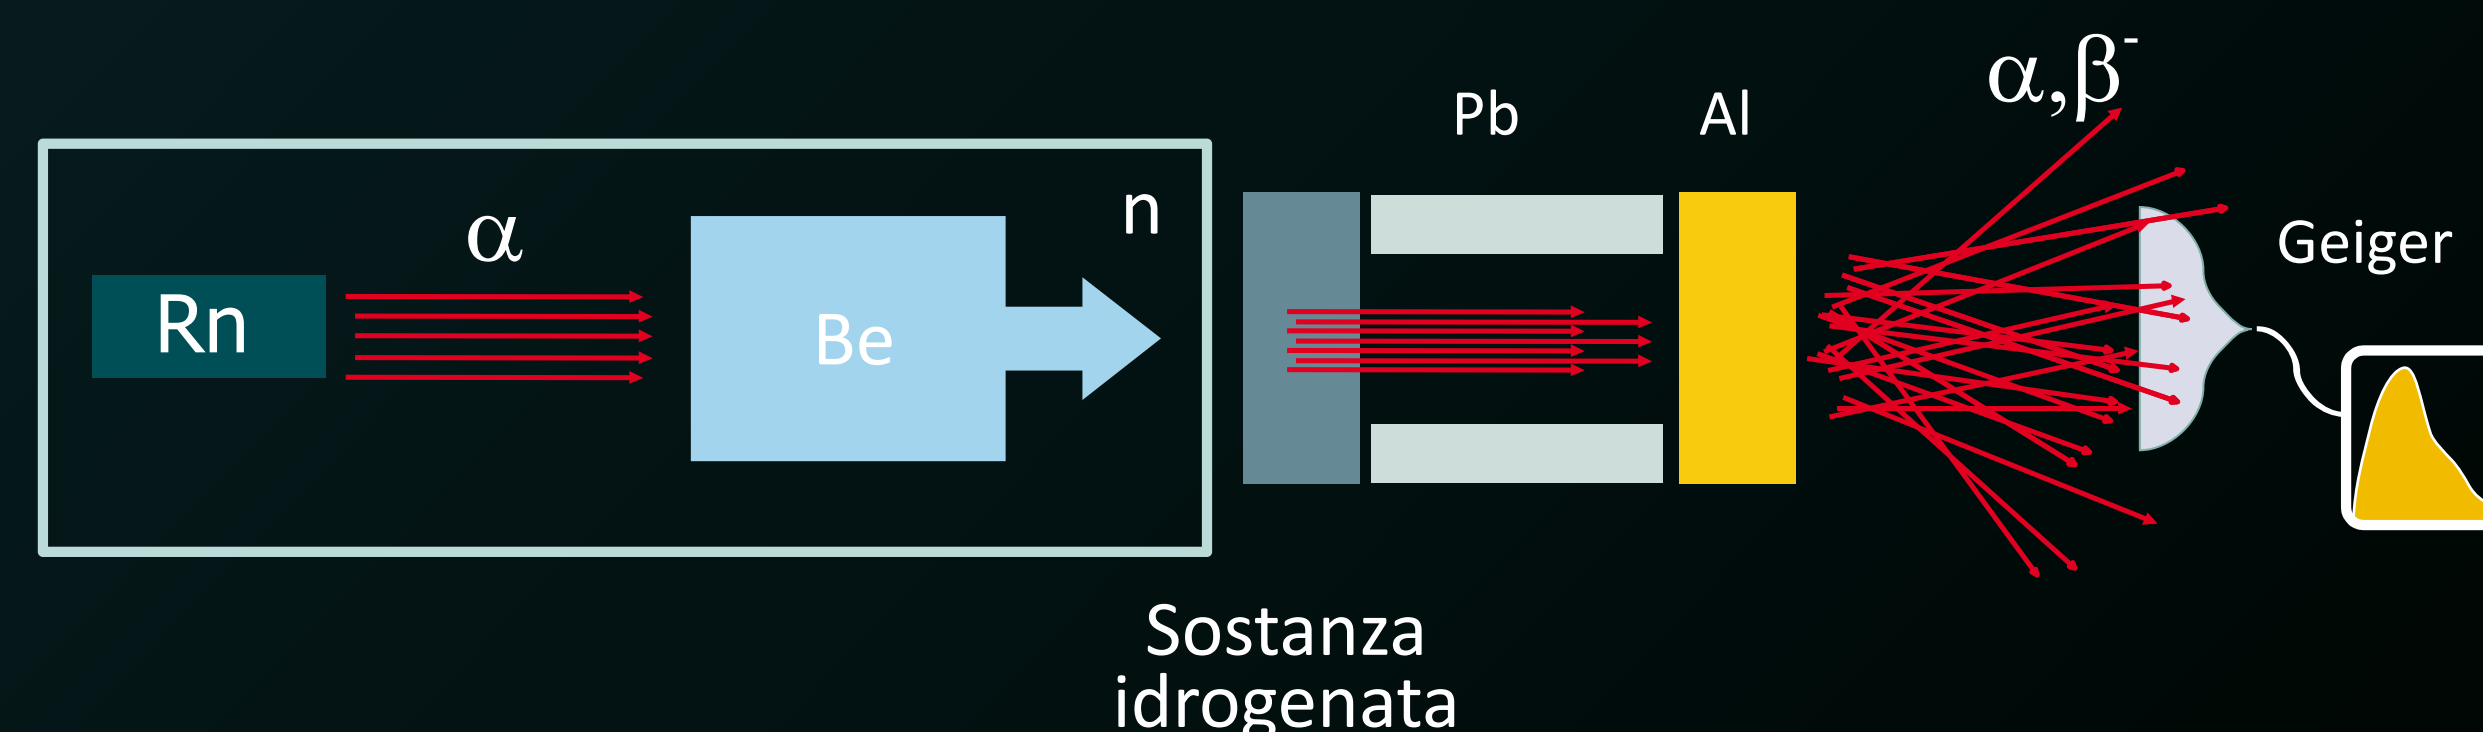 α,β⁻
Pb
Al
n
α
Geiger
Rn
Be
Sostanza
idrogenata